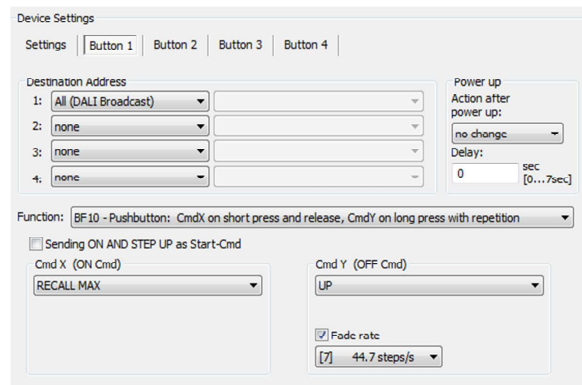 Device Settings
Settings Button 1 Button 2 Button 3 Button 4
Destination Address
1: All (DALI Broadcast)
2: none
3: none
4: none
Power up
Action after
power up:
no change
Delay:
0 sec
[0...7sec]
Function: BF10 - Pushbutton: CmdX on short press and release, CmdY on long press with repetition
Sending ON AND STEP UP as Start-Cmd
Cmd X (ON Cmd)
RECALL MAX
Cmd Y (OFF Cmd)
UP
Fade rate
[7] 44.7 steps/s